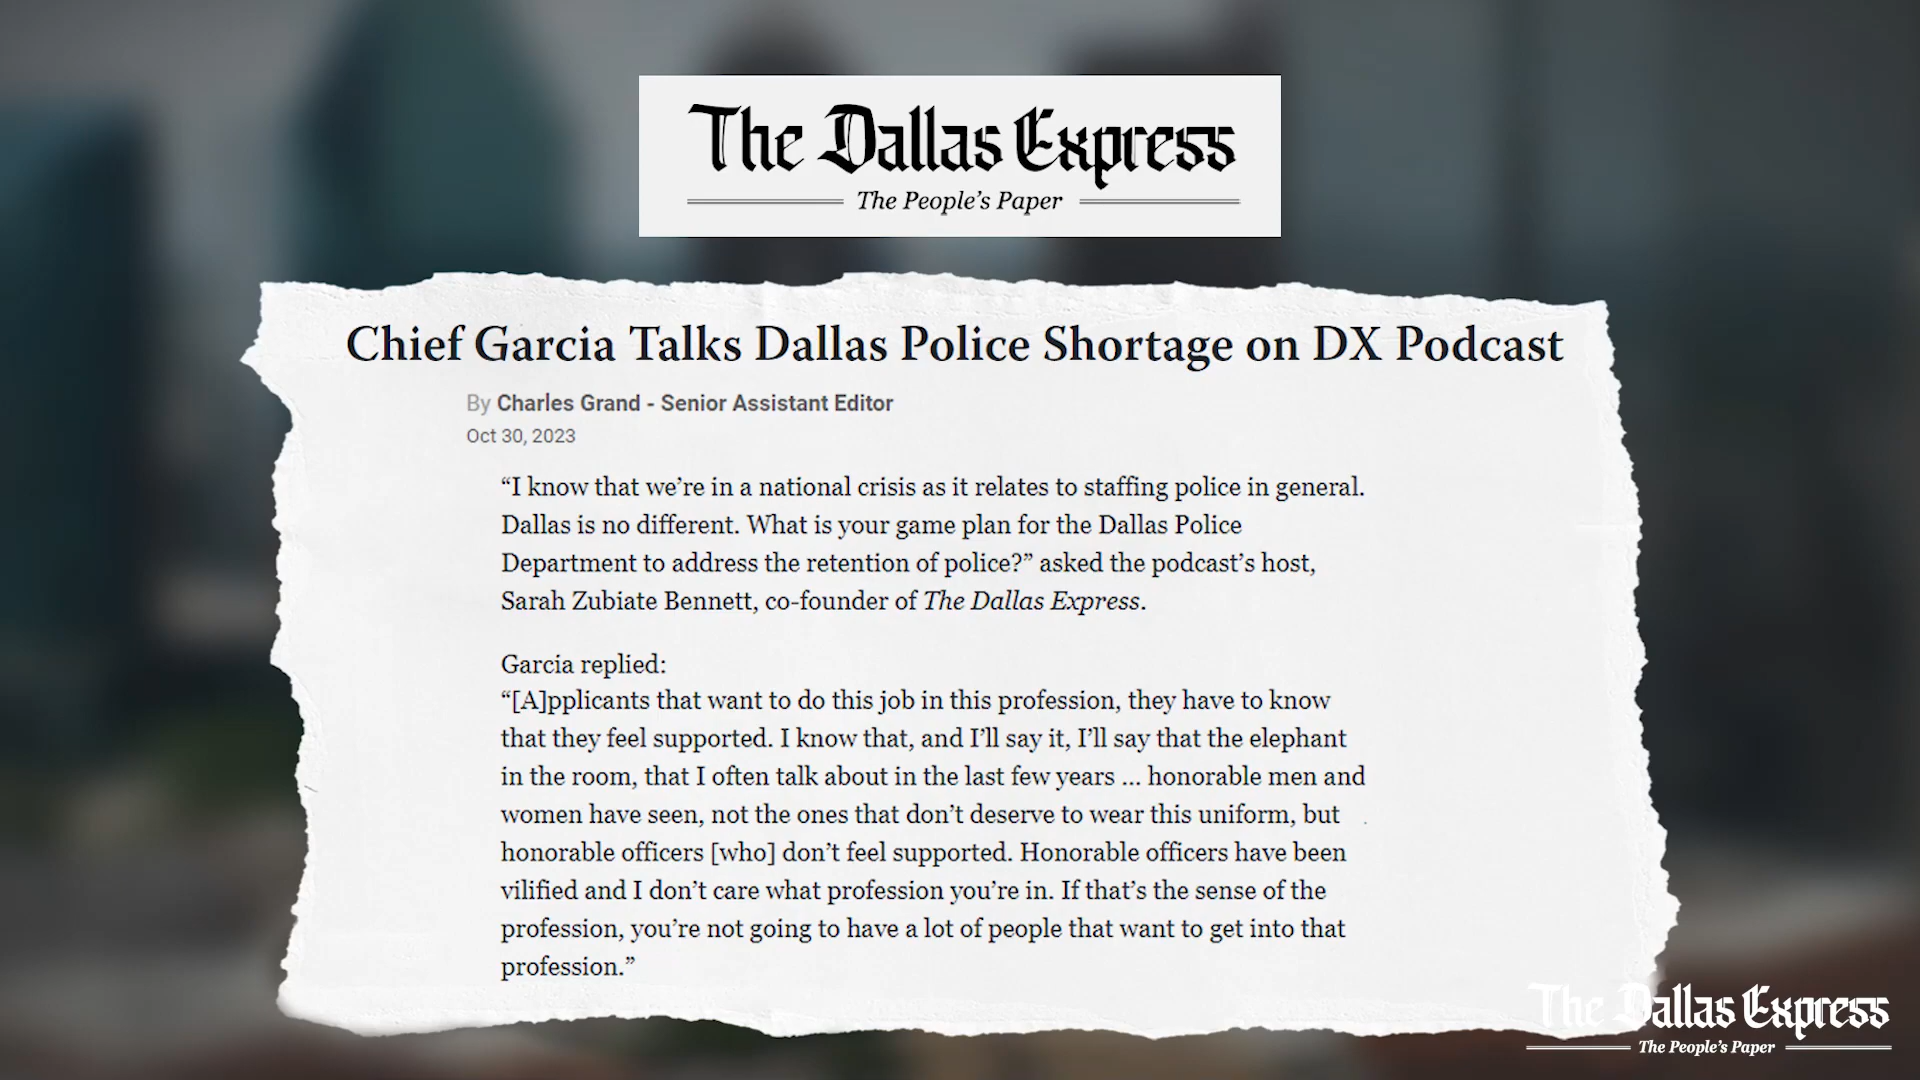 The Dallas Express
The People’s Paper
Chief Garcia Talks Dallas Police Shortage on DX Podcast
By Charles Grand - Senior Assistant Editor
Oct 30, 2023
“I know that we’re in a national crisis as it relates to staffing police in general.
Dallas is no different. What is your game plan for the Dallas Police
Department to address the retention of police?” asked the podcast’s host,
Sarah Zubiate Bennett, co-founder of The Dallas Express.
Garcia replied:
“[A]pplicants that want to do this job in this profession, they have to know
that they feel supported. I know that, and I’ll say it, I’ll say that the elephant
in the room, that I often talk about in the last few years ... honorable men and
women have seen, not the ones that don’t deserve to wear this uniform, but
honorable officers [who] don’t feel supported. Honorable officers have been
vilified and I don’t care what profession you’re in. If that’s the sense of the
profession, you’re not going to have a lot of people that want to get into that
profession.”
The Dallas Express
The People’s Paper